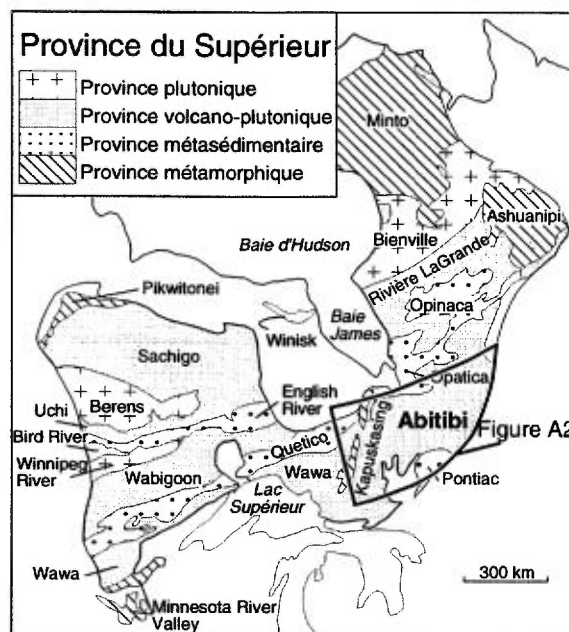 Province du Supérieur
Province plutonique
Province volcano-plutonique
Province métasédimentaire
Province métamorphique
Minto
Ashuanipi
Bienville
Baie d'Hudson
Rivière LaGrande
Pikwitonei
Opinaca
Baie
James
Winisk
Sachigo
Opatica
English
River
Berens
Uchi
Abitibi
Bird River
Quetico
Kapuskasing
Figure A2
Winnipeg
River
Wabigoon
Wawa
Pontiac
Lac
Supérieur
Wawa
300 km
Minnesota River
Valley